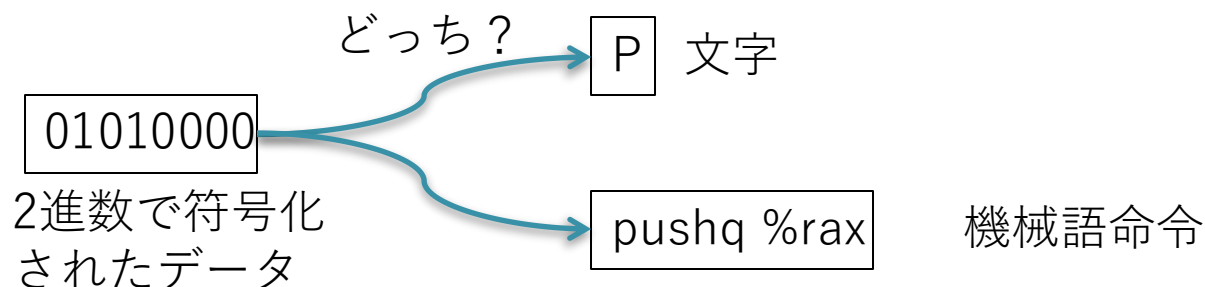 どっち？
P 文字
01010000
2進数で符号化
されたデータ
pushq %rax 機械語命令